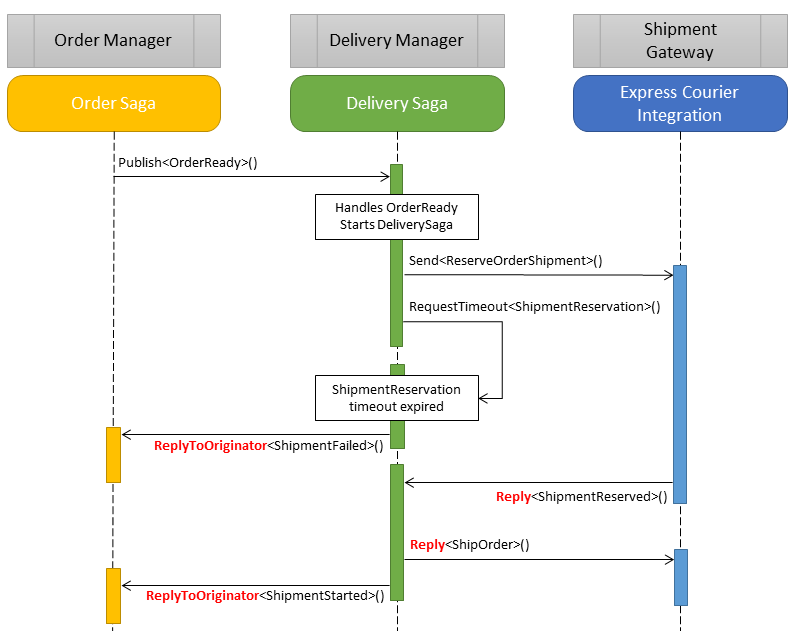 Order Manager
Delivery Manager
Shipment
Gateway
Order Saga
Delivery Saga
Express Courier
Integration
Publish<OrderReady>()
Handles OrderReady
Starts DeliverySaga
Send<ReserveOrderShipment>()
RequestTimeout<ShipmentReservation>()
ShipmentReservation
timeout expired
ReplyToOriginator<ShipmentFailed>()
Reply<ShipmentReserved>()
Reply<ShipOrder>()
ReplyToOriginator<ShipmentStarted>()